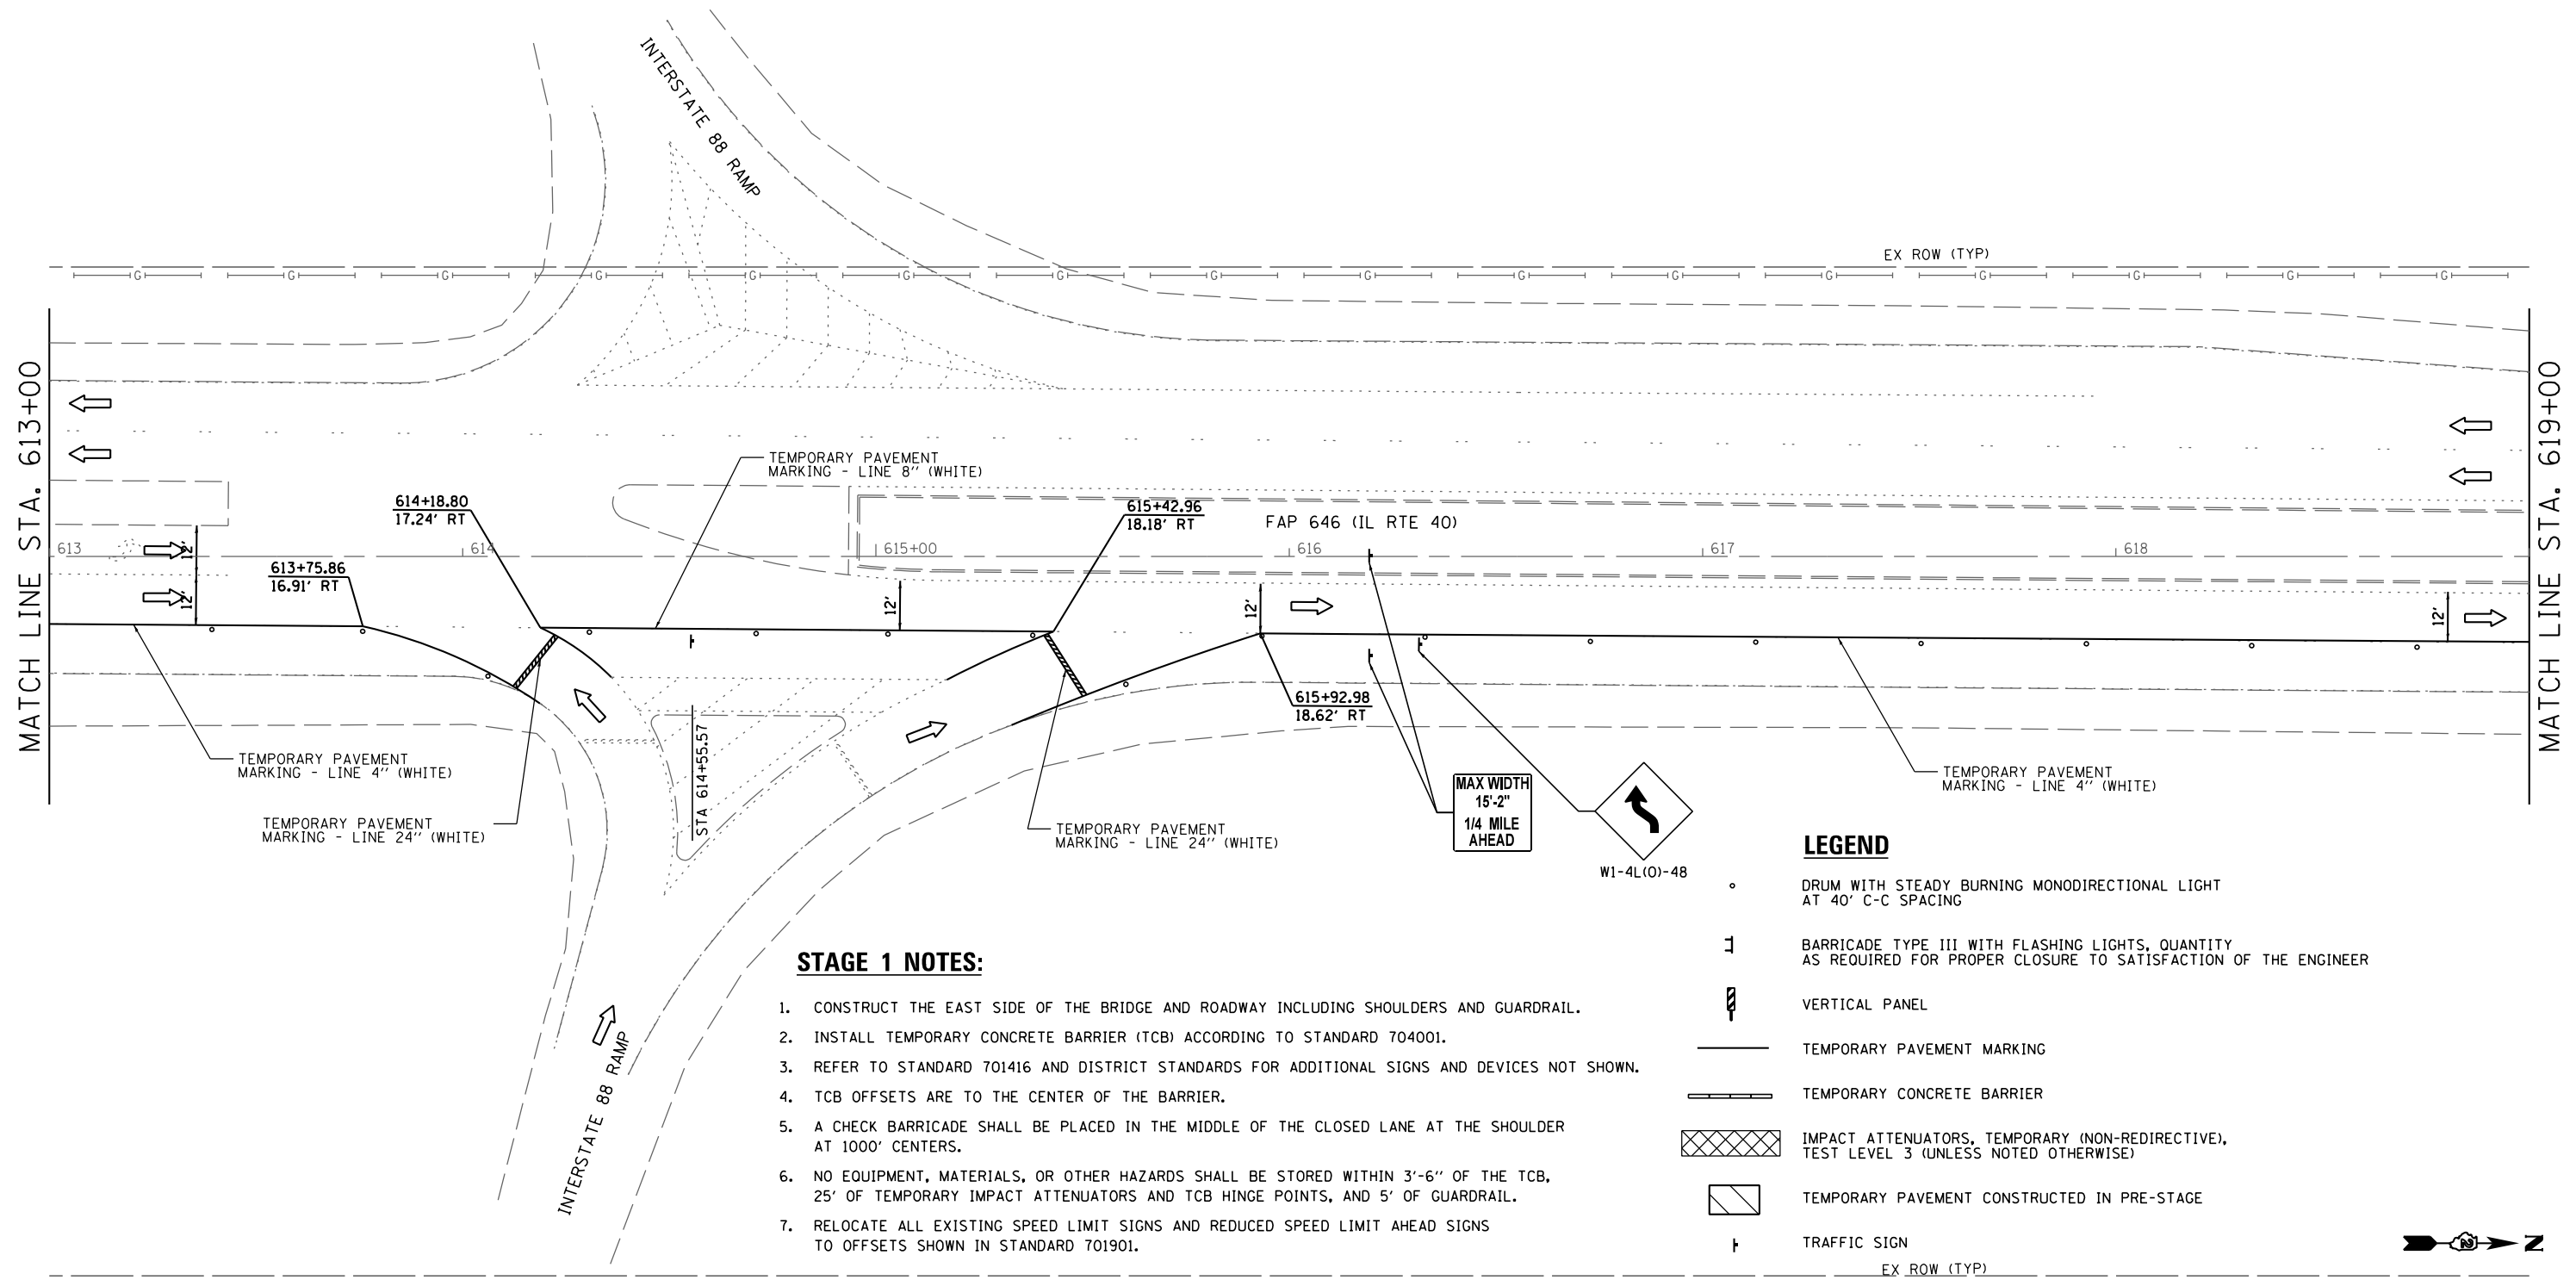 INTERSTATE 88 RAMP
EX ROW (TYP)
G G G G G G G G G G G G G G G G
MATCH LINE STA. 613+00
MATCH LINE STA. 619+00
TEMPORARY PAVEMENT
MARKING - LINE 8" (WHITE)
614+18.80
17.24' RT
615+42.96
18.18' RT
FAP 646 (IL RTE 40)
613
614
615+00
616
617
618
12'
12'
613+75.86
16.91' RT
12'
12'
12'
615+92.98
18.62' RT
STA 614+55.57
TEMPORARY PAVEMENT
MARKING - LINE 4" (WHITE)
TEMPORARY PAVEMENT
MARKING - LINE 24" (WHITE)
TEMPORARY PAVEMENT
MARKING - LINE 24" (WHITE)
MAX WIDTH
15'-2"
1/4 MILE
AHEAD
W1-4L(O)-48
TEMPORARY PAVEMENT
MARKING - LINE 4" (WHITE)
INTERSTATE 88 RAMP
STAGE 1 NOTES:
1. CONSTRUCT THE EAST SIDE OF THE BRIDGE AND ROADWAY INCLUDING SHOULDERS AND GUARDRAIL.
2. INSTALL TEMPORARY CONCRETE BARRIER (TCB) ACCORDING TO STANDARD 704001.
3. REFER TO STANDARD 701416 AND DISTRICT STANDARDS FOR ADDITIONAL SIGNS AND DEVICES NOT SHOWN.
4. TCB OFFSETS ARE TO THE CENTER OF THE BARRIER.
5. A CHECK BARRICADE SHALL BE PLACED IN THE MIDDLE OF THE CLOSED LANE AT THE SHOULDER
AT 1000' CENTERS.
6. NO EQUIPMENT, MATERIALS, OR OTHER HAZARDS SHALL BE STORED WITHIN 3'-6" OF THE TCB,
25' OF TEMPORARY IMPACT ATTENUATORS AND TCB HINGE POINTS, AND 5' OF GUARDRAIL.
7. RELOCATE ALL EXISTING SPEED LIMIT SIGNS AND REDUCED SPEED LIMIT AHEAD SIGNS
TO OFFSETS SHOWN IN STANDARD 701901.
LEGEND
DRUM WITH STEADY BURNING MONODIRECTIONAL LIGHT
AT 40' C-C SPACING
BARRICADE TYPE III WITH FLASHING LIGHTS, QUANTITY
AS REQUIRED FOR PROPER CLOSURE TO SATISFACTION OF THE ENGINEER
VERTICAL PANEL
TEMPORARY PAVEMENT MARKING
TEMPORARY CONCRETE BARRIER
IMPACT ATTENUATORS, TEMPORARY (NON-REDIRECTIVE),
TEST LEVEL 3 (UNLESS NOTED OTHERWISE)
TEMPORARY PAVEMENT CONSTRUCTED IN PRE-STAGE
TRAFFIC SIGN
2 N
EX ROW (TYP)